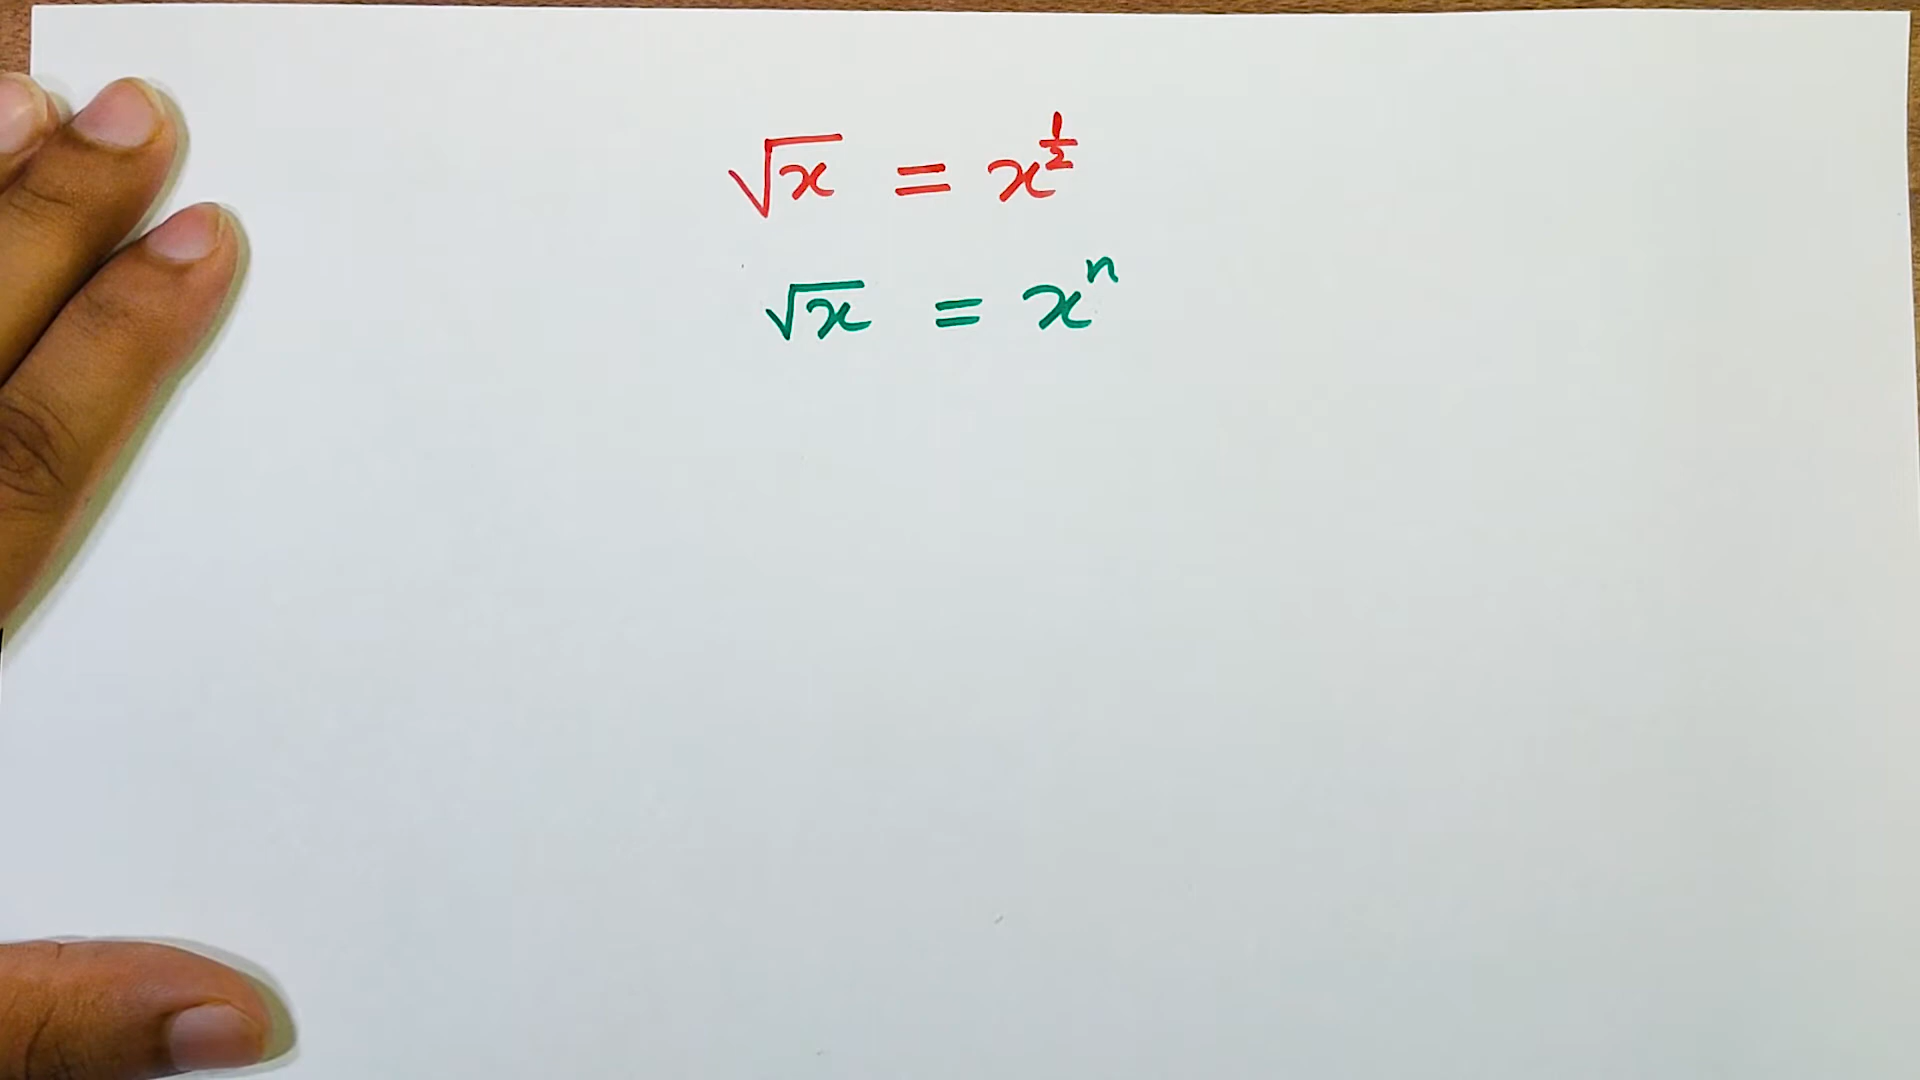 √x = x^½
√x = x^n